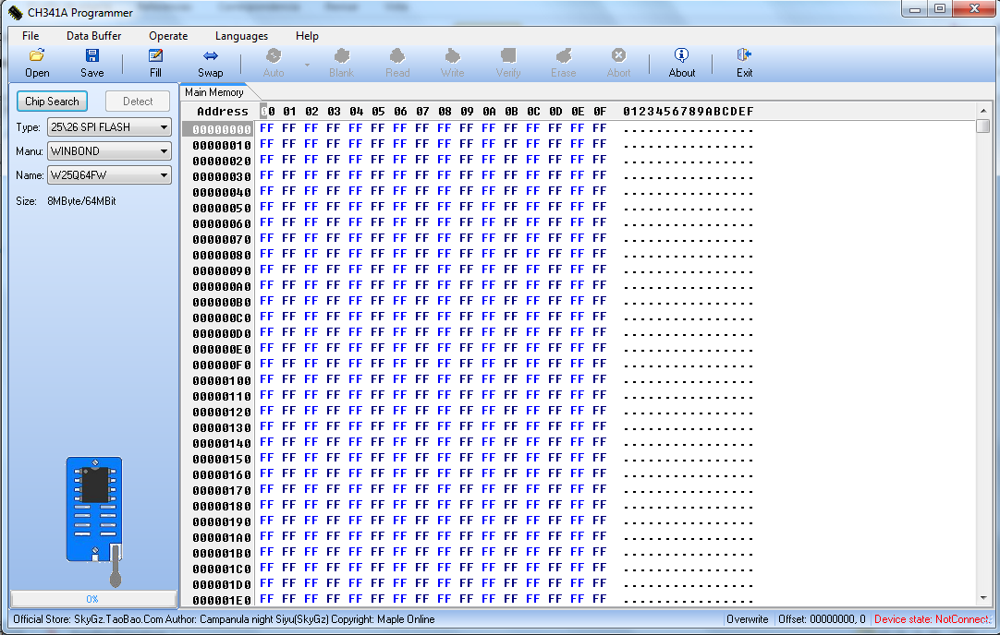 CH341A Programmer
File Data Buffer Operate Languages Help
Open Save Fill Swap Auto Blank Read Write Verify Erase Abort About Exit
Chip Search Detect
Type: 25\26 SPI FLASH
Manu: WINBOND
Name: W25Q64FW
Size: 8MByte/64MBit
Main Memory
Address 00 01 02 03 04 05 06 07 08 09 0A 0B 0C 0D 0E 0F 0123456789ABCDEF
00000000 FF FF FF FF FF FF FF FF FF FF FF FF FF FF FF FF ................
00000010 FF FF FF FF FF FF FF FF FF FF FF FF FF FF FF FF ................
00000020 FF FF FF FF FF FF FF FF FF FF FF FF FF FF FF FF ................
00000030 FF FF FF FF FF FF FF FF FF FF FF FF FF FF FF FF ................
00000040 FF FF FF FF FF FF FF FF FF FF FF FF FF FF FF FF ................
00000050 FF FF FF FF FF FF FF FF FF FF FF FF FF FF FF FF ................
00000060 FF FF FF FF FF FF FF FF FF FF FF FF FF FF FF FF ................
00000070 FF FF FF FF FF FF FF FF FF FF FF FF FF FF FF FF ................
00000080 FF FF FF FF FF FF FF FF FF FF FF FF FF FF FF FF ................
00000090 FF FF FF FF FF FF FF FF FF FF FF FF FF FF FF FF ................
000000A0 FF FF FF FF FF FF FF FF FF FF FF FF FF FF FF FF ................
000000B0 FF FF FF FF FF FF FF FF FF FF FF FF FF FF FF FF ................
000000C0 FF FF FF FF FF FF FF FF FF FF FF FF FF FF FF FF ................
000000D0 FF FF FF FF FF FF FF FF FF FF FF FF FF FF FF FF ................
000000E0 FF FF FF FF FF FF FF FF FF FF FF FF FF FF FF FF ................
000000F0 FF FF FF FF FF FF FF FF FF FF FF FF FF FF FF FF ................
00000100 FF FF FF FF FF FF FF FF FF FF FF FF FF FF FF FF ................
00000110 FF FF FF FF FF FF FF FF FF FF FF FF FF FF FF FF ................
00000120 FF FF FF FF FF FF FF FF FF FF FF FF FF FF FF FF ................
00000130 FF FF FF FF FF FF FF FF FF FF FF FF FF FF FF FF ................
00000140 FF FF FF FF FF FF FF FF FF FF FF FF FF FF FF FF ................
00000150 FF FF FF FF FF FF FF FF FF FF FF FF FF FF FF FF ................
00000160 FF FF FF FF FF FF FF FF FF FF FF FF FF FF FF FF ................
00000170 FF FF FF FF FF FF FF FF FF FF FF FF FF FF FF FF ................
00000180 FF FF FF FF FF FF FF FF FF FF FF FF FF FF FF FF ................
00000190 FF FF FF FF FF FF FF FF FF FF FF FF FF FF FF FF ................
000001A0 FF FF FF FF FF FF FF FF FF FF FF FF FF FF FF FF ................
000001B0 FF FF FF FF FF FF FF FF FF FF FF FF FF FF FF FF ................
000001C0 FF FF FF FF FF FF FF FF FF FF FF FF FF FF FF FF ................
000001D0 FF FF FF FF FF FF FF FF FF FF FF FF FF FF FF FF ................
000001E0 FF FF FF FF FF FF FF FF FF FF FF FF FF FF FF FF ................
0%
Official Store: SkyGz.TaoBao.Com Author: Campanula night Siyu(SkyGz) Copyright: Maple Online Overwrite Offset: 00000000, 0 Device state: NotConnect